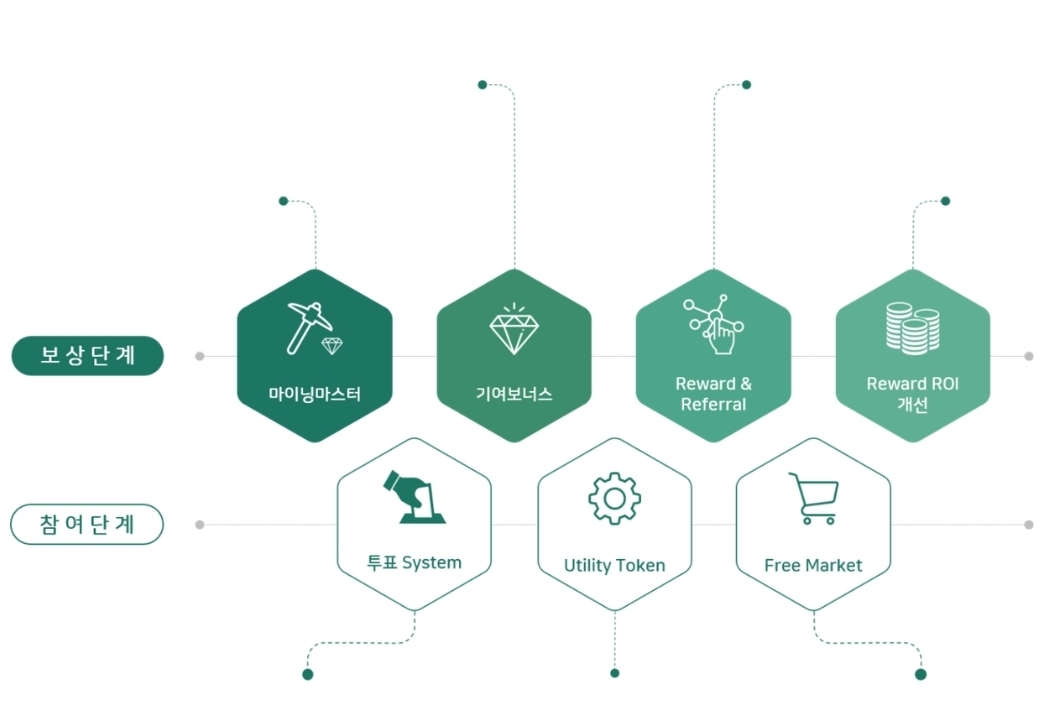 보상단계
마이닝마스터
기여보너스
Reward &
Referral
Reward ROI
개선
참여단계
투표 System
Utility Token
Free Market